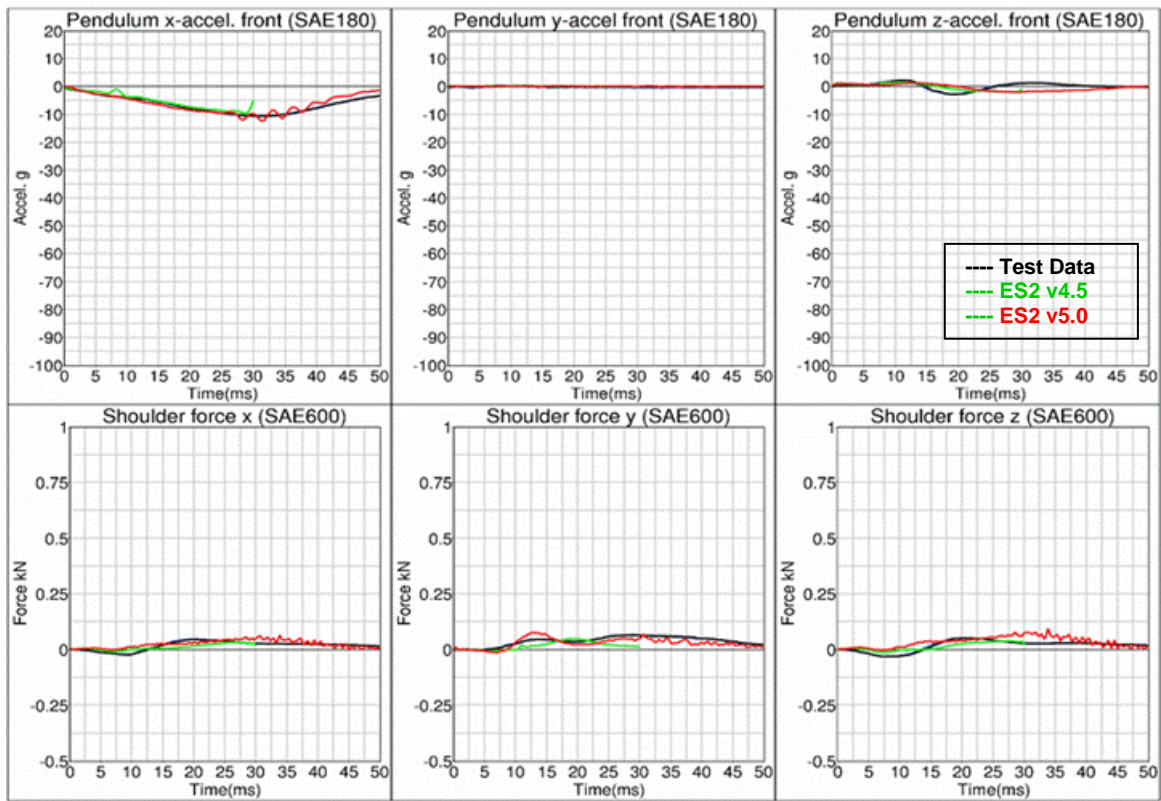 Pendulum x-accel. front (SAE180)
20
10
0
-10
-20
-30
-40
-50
-60
-70
-80
-90
-100
Accel. g
0 5 10 15 20 25 30 35 40 45 50
Time(ms)
Pendulum y-accel front (SAE180)
20
10
0
-10
-20
-30
-40
-50
-60
-70
-80
-90
-100
Accel. g
0 5 10 15 20 25 30 35 40 45 50
Time(ms)
Pendulum z-accel. front (SAE180)
20
10
0
-10
-20
-30
-40
-50
-60
-70
-80
-90
-100
Accel. g
0 5 10 15 20 25 30 35 40 45 50
Time(ms)
---- Test Data
---- ES2 v4.5
---- ES2 v5.0
Shoulder force x (SAE600)
1
0.75
0.5
0.25
0
-0.25
-0.5
Force kN
0 5 10 15 20 25 30 35 40 45 50
Time(ms)
Shoulder force y (SAE600)
1
0.75
0.5
0.25
0
-0.25
-0.5
Force kN
0 5 10 15 20 25 30 35 40 45 50
Time(ms)
Shoulder force z (SAE600)
1
0.75
0.5
0.25
0
-0.25
-0.5
Force kN
0 5 10 15 20 25 30 35 40 45 50
Time(ms)